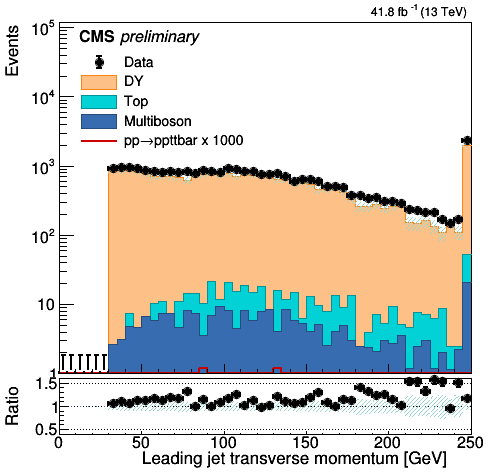 41.8 fb⁻¹ (13 TeV)
Events
10⁵
10⁴
10³
10²
10
1
CMS preliminary
Data
DY
Top
Multiboson
pp→ppttbar x 1000
Ratio
1.5
1
0.5
0 50 100 150 200 250
Leading jet transverse momentum [GeV]